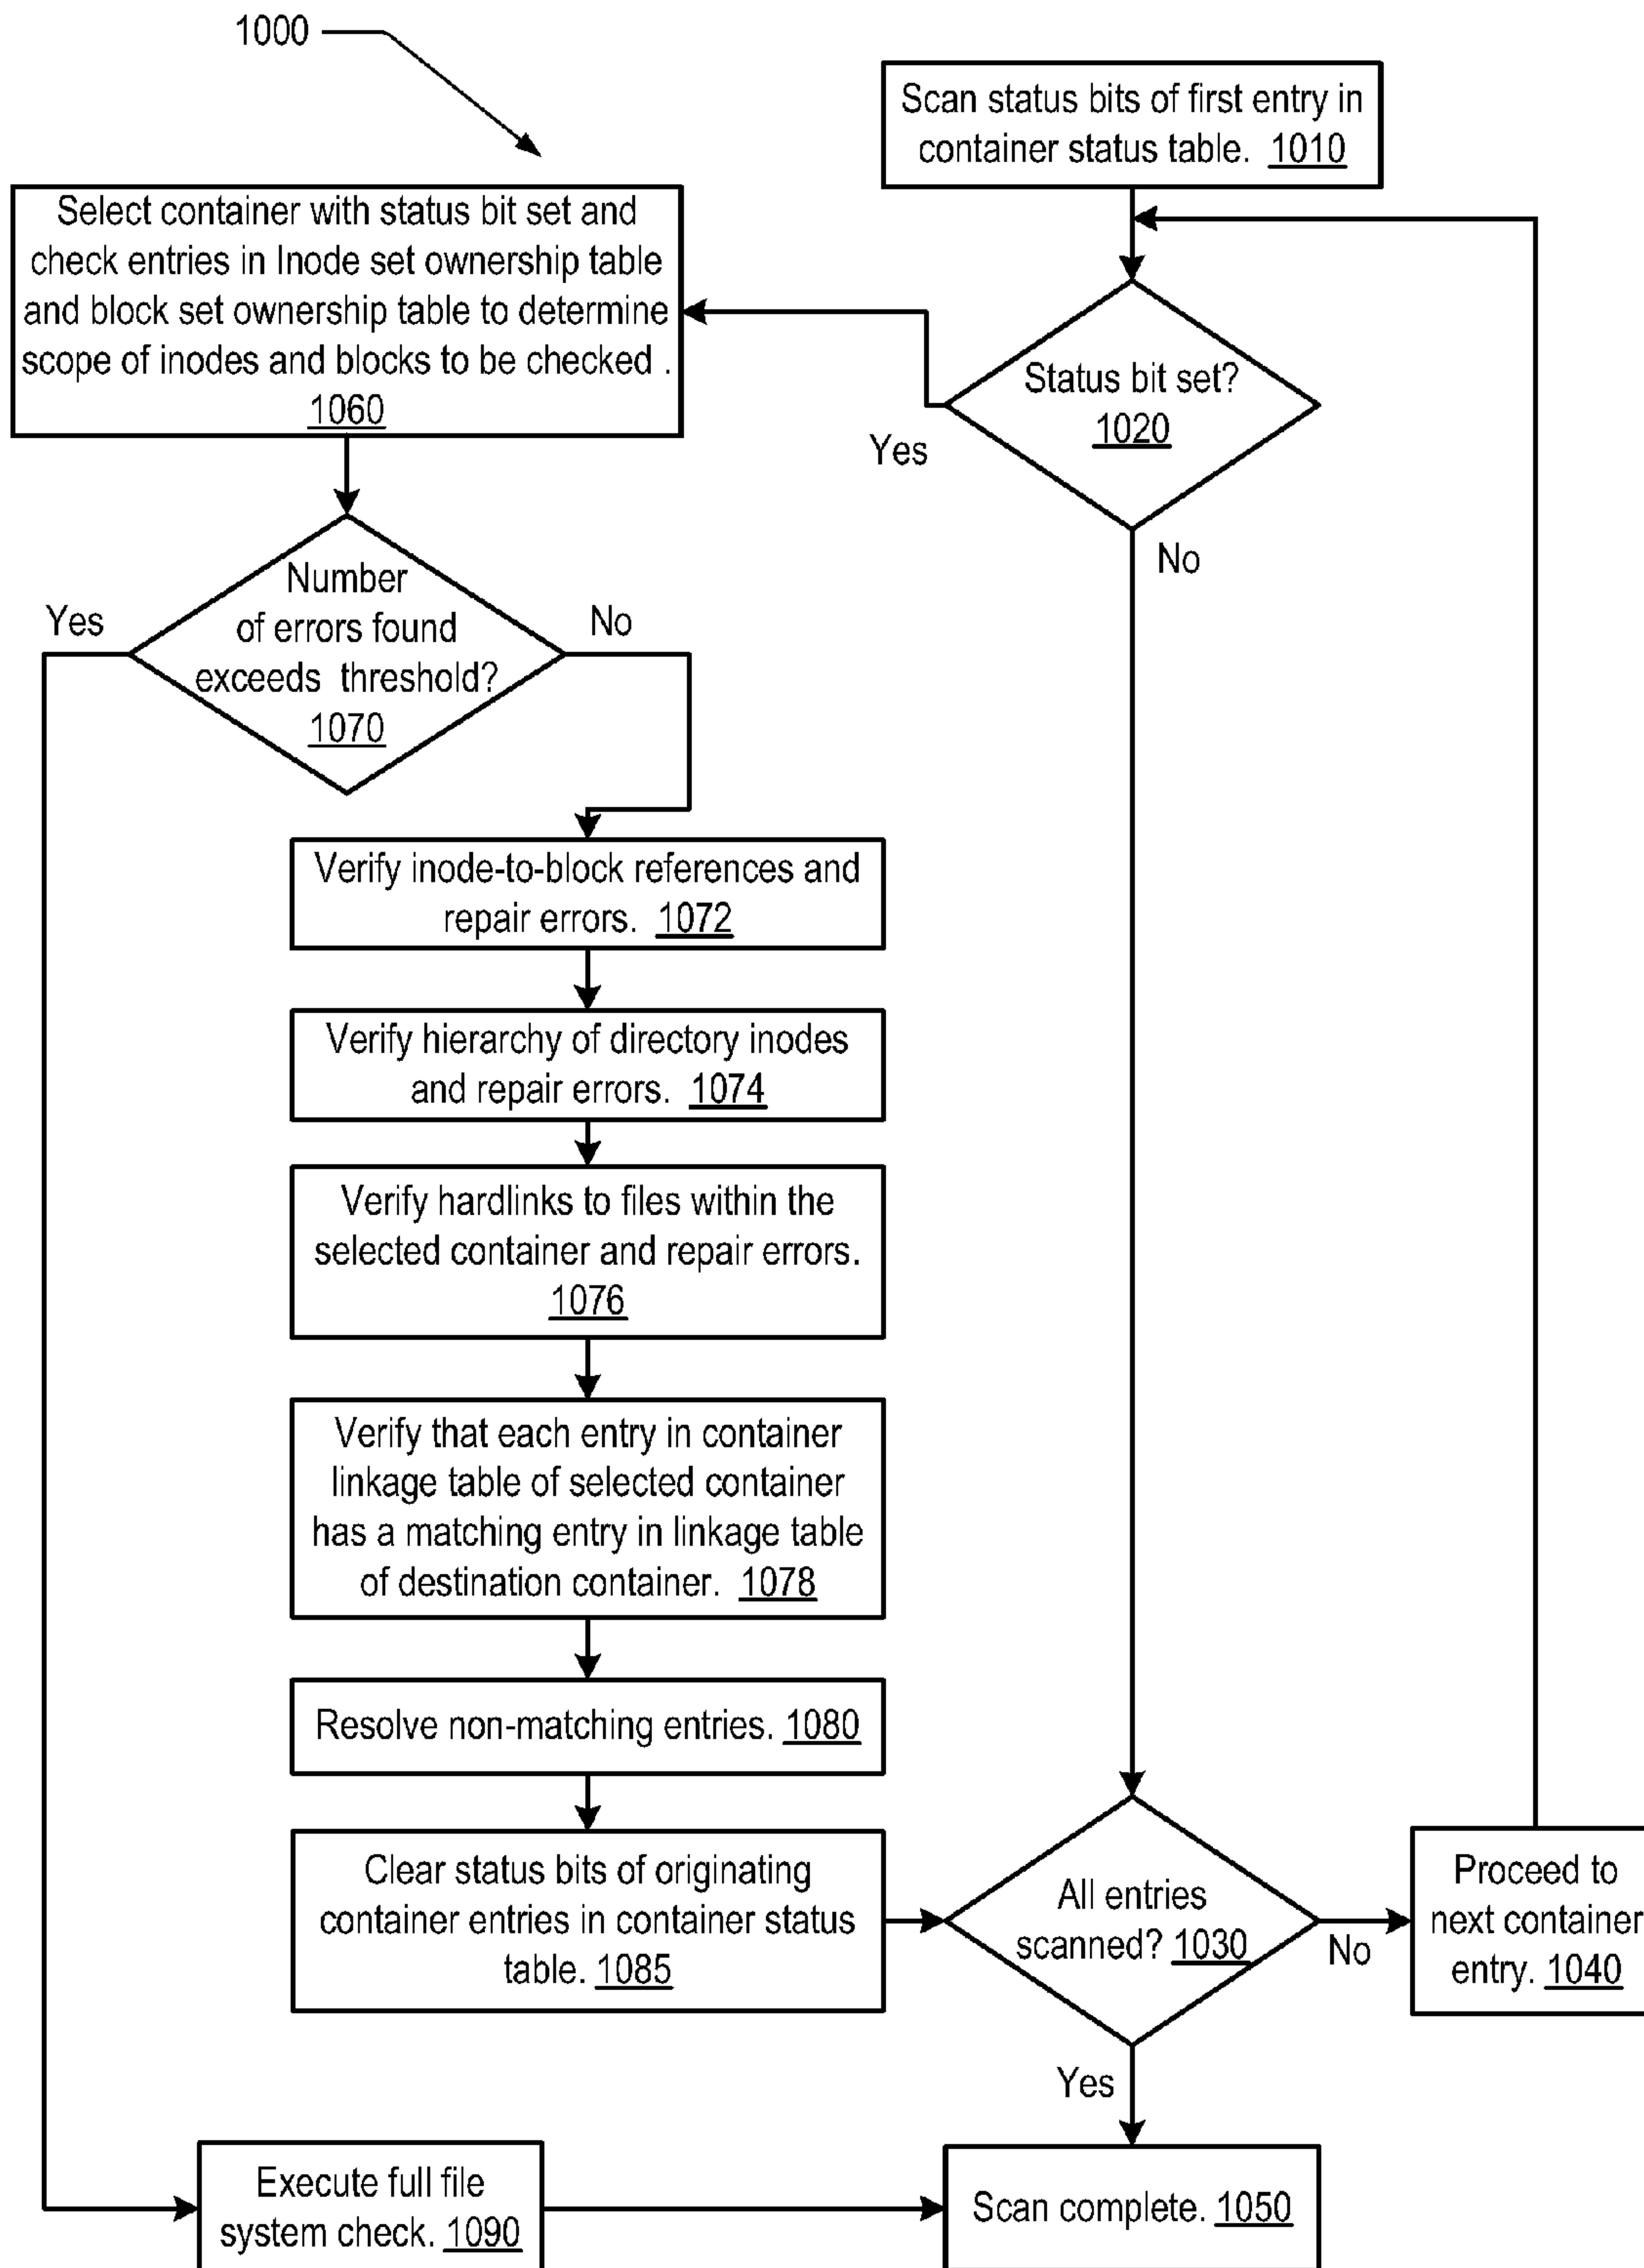 1000
Scan status bits of first entry in
container status table. 1010
Select container with status bit set and
check entries in Inode set ownership table
and block set ownership table to determine
scope of inodes and blocks to be checked .
1060
Status bit set?
1020
Yes
No
Number
of errors found
exceeds threshold?
1070
Yes
No
Verify inode-to-block references and
repair errors. 1072
Verify hierarchy of directory inodes
and repair errors. 1074
Verify hardlinks to files within the
selected container and repair errors.
1076
Verify that each entry in container
linkage table of selected container
has a matching entry in linkage table
of destination container. 1078
Resolve non-matching entries. 1080
Clear status bits of originating
container entries in container status
table. 1085
All entries
scanned? 1030
No
Yes
Proceed to
next container
entry. 1040
Execute full file
system check. 1090
Scan complete. 1050